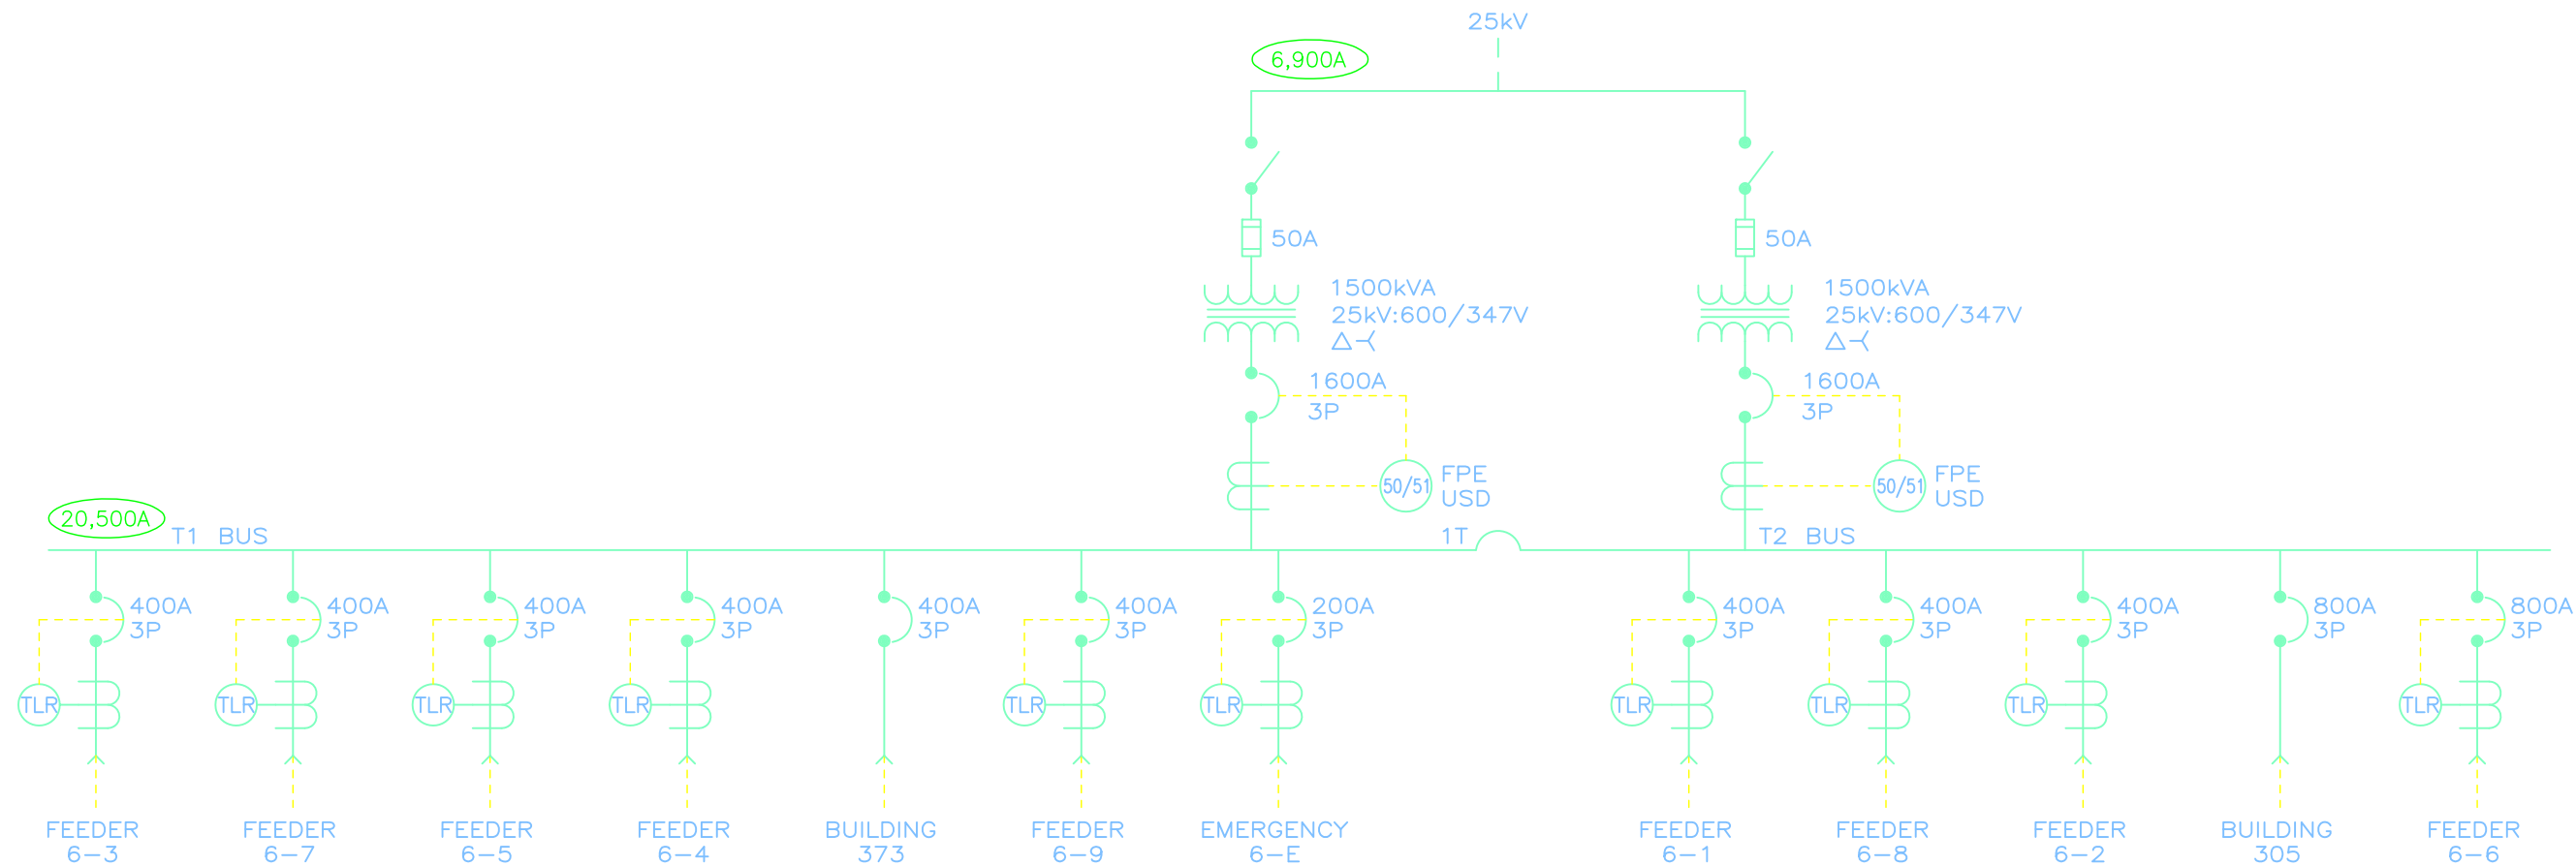 25kV
6,900A
50A
50A
1500kVA
25kV:600/347V
1500kVA
25kV:600/347V
1600A
3P
1600A
3P
50/51
FPE
USD
50/51
FPE
USD
20,500A
T1 BUS
1T
T2 BUS
400A
3P
400A
3P
400A
3P
400A
3P
400A
3P
400A
3P
200A
3P
400A
3P
400A
3P
400A
3P
800A
3P
800A
3P
TLR
TLR
TLR
TLR
TLR
TLR
TLR
TLR
TLR
TLR
FEEDER
6-3
FEEDER
6-7
FEEDER
6-5
FEEDER
6-4
BUILDING
373
FEEDER
6-9
EMERGENCY
6-E
FEEDER
6-1
FEEDER
6-8
FEEDER
6-2
BUILDING
305
FEEDER
6-6